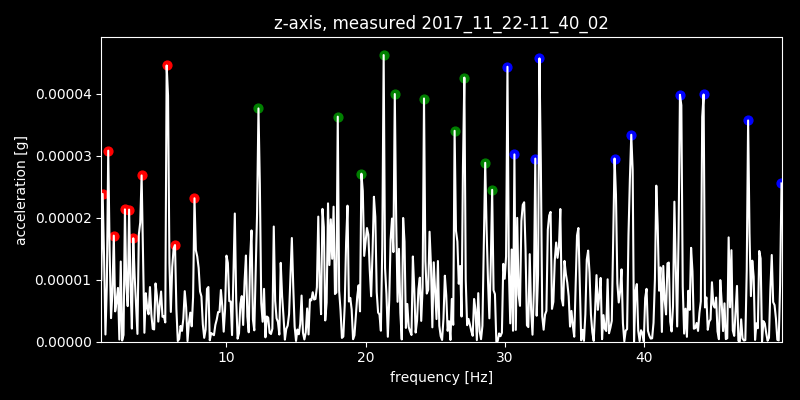 z-axis, measured 2017_11_22-11_40_02
acceleration [g]
0.00004
0.00003
0.00002
0.00001
0.00000
10 20 30 40
frequency [Hz]